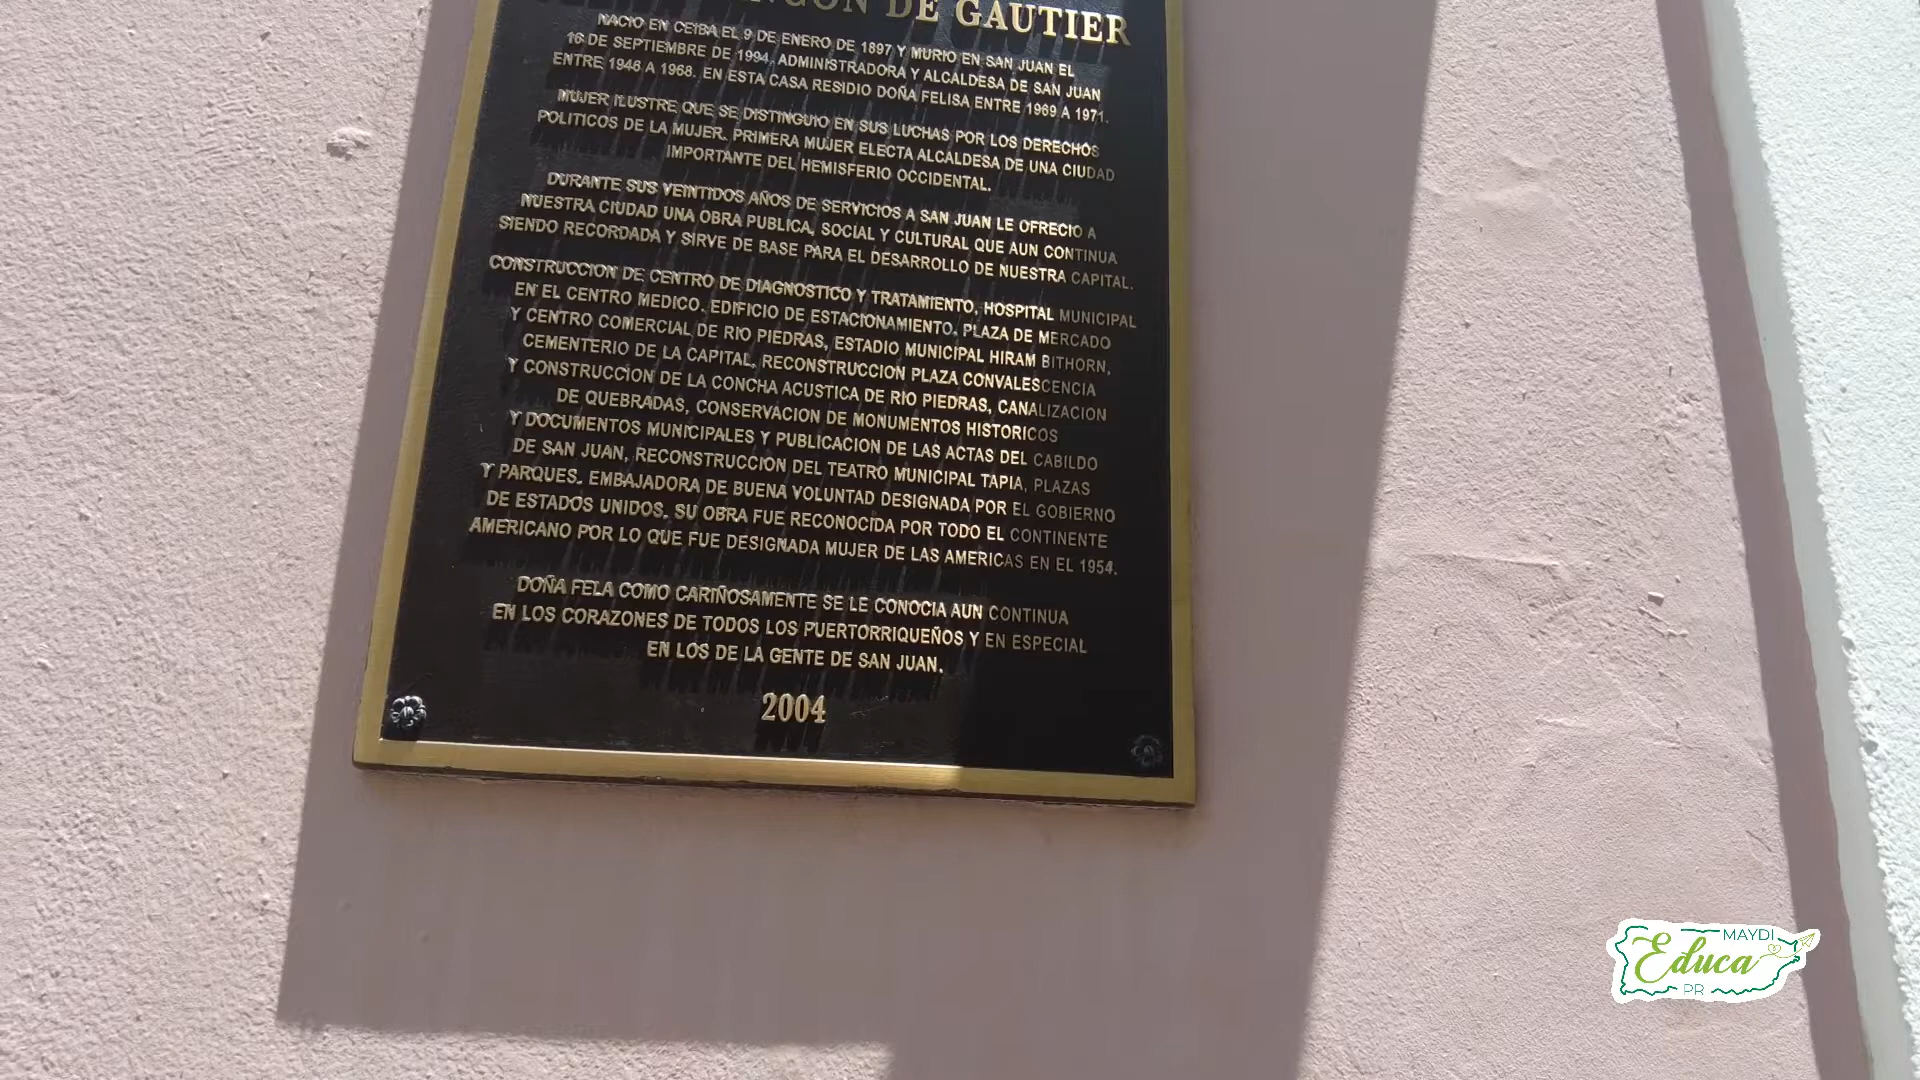 DE GAUTIER
NACIO EN CEIBA EL 9 DE ENERO DE 1897 Y MURIO EN SAN JUAN EL
16 DE SEPTIEMBRE DE 1994. ADMINISTRADORA Y ALCALDESA DE SAN JUAN
ENTRE 1946 A 1968. EN ESTA CASA RESIDIO DOÑA FELISA ENTRE 1969 A 1971.
MUJER ILUSTRE QUE SE DISTINGUIO EN SUS LUCHAS POR LOS DERECHOS
POLITICOS DE LA MUJER. PRIMERA MUJER ELECTA ALCALDESA DE UNA CIUDAD
IMPORTANTE DEL HEMISFERIO OCCIDENTAL.
DURANTE SUS VEINTIDOS AÑOS DE SERVICIOS A SAN JUAN LE OFRECIO A
NUESTRA CIUDAD UNA OBRA PUBLICA, SOCIAL Y CULTURAL QUE AUN CONTINUA
SIENDO RECORDADA Y SIRVE DE BASE PARA EL DESARROLLO DE NUESTRA CAPITAL.
CONSTRUCCION DE CENTRO DE DIAGNOSTICO Y TRATAMIENTO, HOSPITAL MUNICIPAL
EN EL CENTRO MEDICO, EDIFICIO DE ESTACIONAMIENTO, PLAZA DE MERCADO
Y CENTRO COMERCIAL DE RIO PIEDRAS, ESTADIO MUNICIPAL HIRAM BITHORN,
CEMENTERIO DE LA CAPITAL, RECONSTRUCCION PLAZA CONVALESCENCIA
Y CONSTRUCCION DE LA CONCHA ACUSTICA DE RIO PIEDRAS, CANALIZACION
DE QUEBRADAS, CONSERVACION DE MONUMENTOS HISTORICOS
Y DOCUMENTOS MUNICIPALES Y PUBLICACION DE LAS ACTAS DEL CABILDO
DE SAN JUAN, RECONSTRUCCION DEL TEATRO MUNICIPAL TAPIA, PLAZAS
Y PARQUES. EMBAJADORA DE BUENA VOLUNTAD DESIGNADA POR EL GOBIERNO
DE ESTADOS UNIDOS. SU OBRA FUE RECONOCIDA POR TODO EL CONTINENTE
AMERICANO POR LO QUE FUE DESIGNADA MUJER DE LAS AMERICAS EN EL 1954.
DOÑA FELA COMO CARIÑOSAMENTE SE LE CONOCIA AUN CONTINUA
EN LOS CORAZONES DE TODOS LOS PUERTORRIQUEÑOS Y EN ESPECIAL
EN LOS DE LA GENTE DE SAN JUAN.
2004
MAYDI
Educa
PR